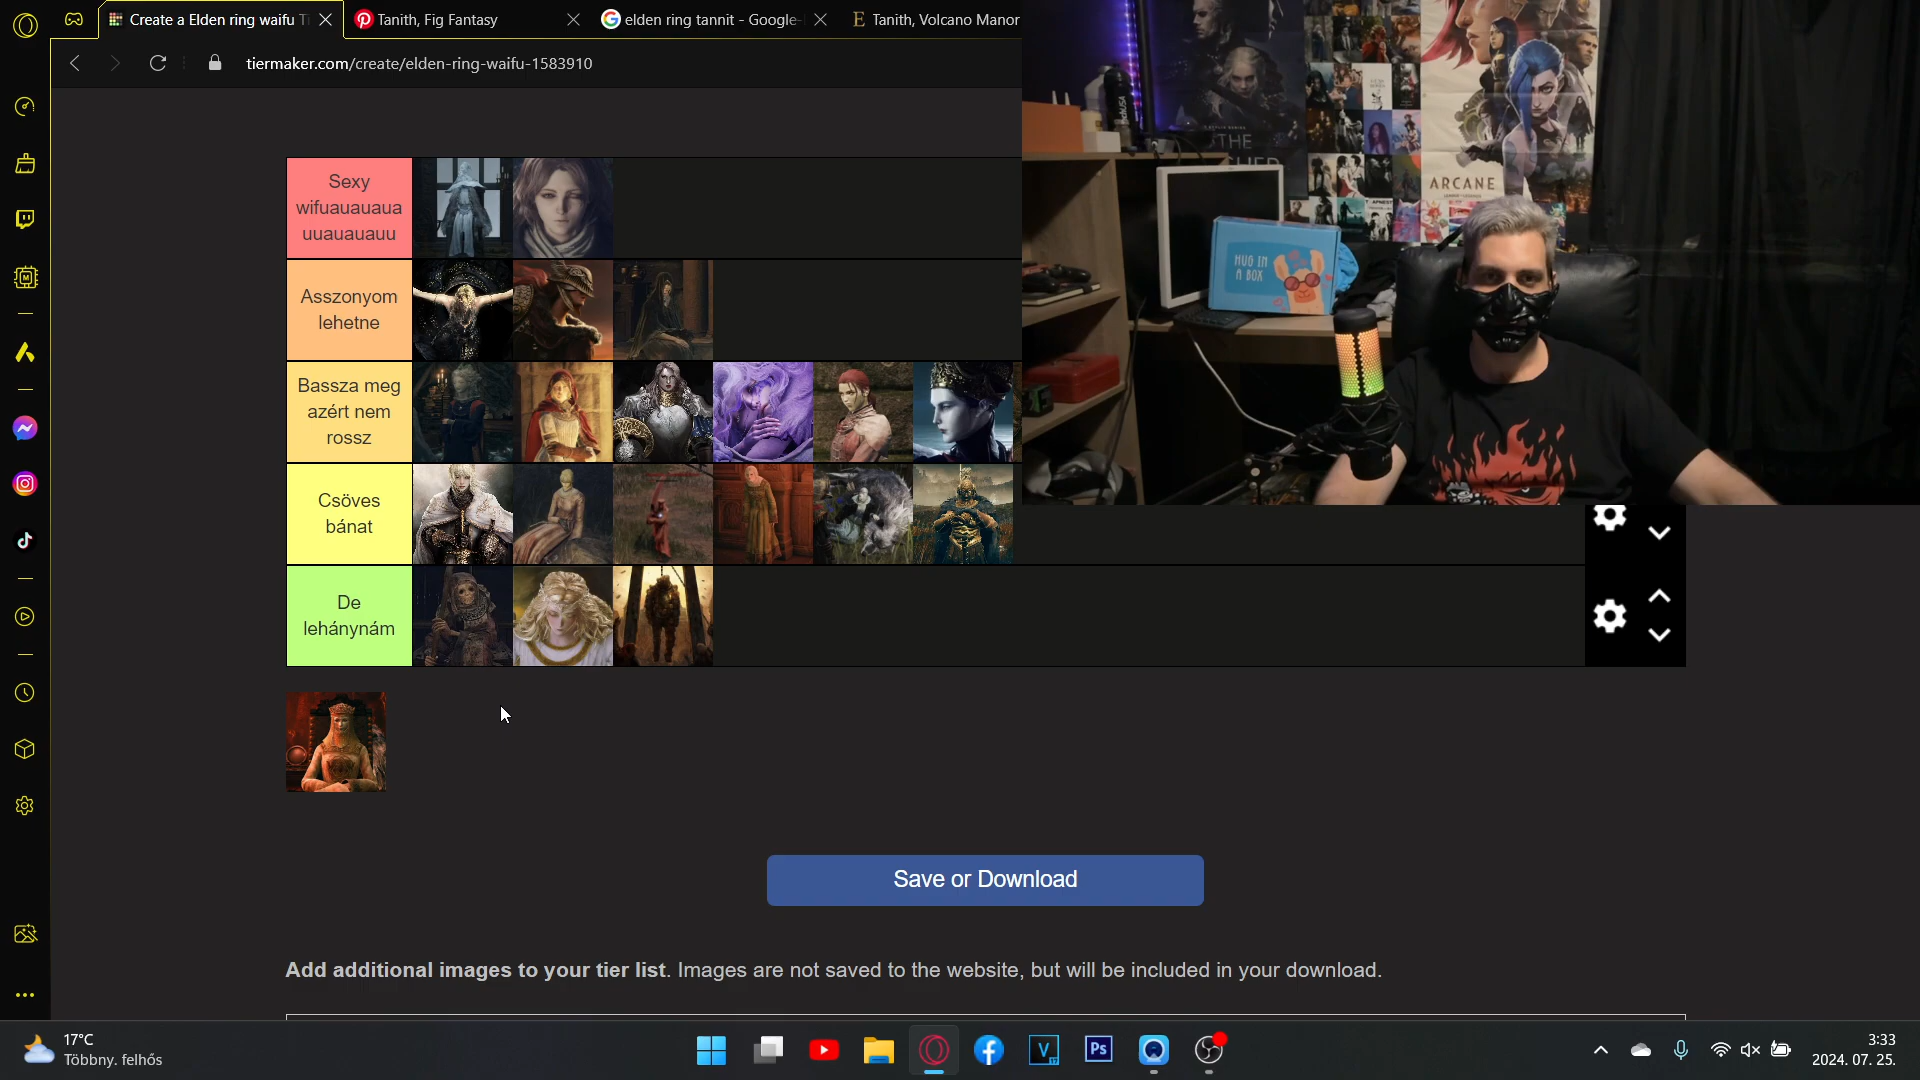 Create a Elden ring waifu Ti
Tanith, Fig Fantasy
elden ring tannit - Google-
Tanith, Volcano Manor
tiermaker.com/create/elden-ring-waifu-1583910
THE
ARCANE
HUG IN
A BOX
Sexy
wifuauauaua
uuauauauu
Asszonyom
lehetne
Bassza meg
azért nem
rossz
Csöves
bánat
De
lehánynám
Save or Download
Add additional images to your tier list. Images are not saved to the website, but will be included in your download.
17°C
Többny. felhős
V
Ps
3:33
2024. 07. 25.